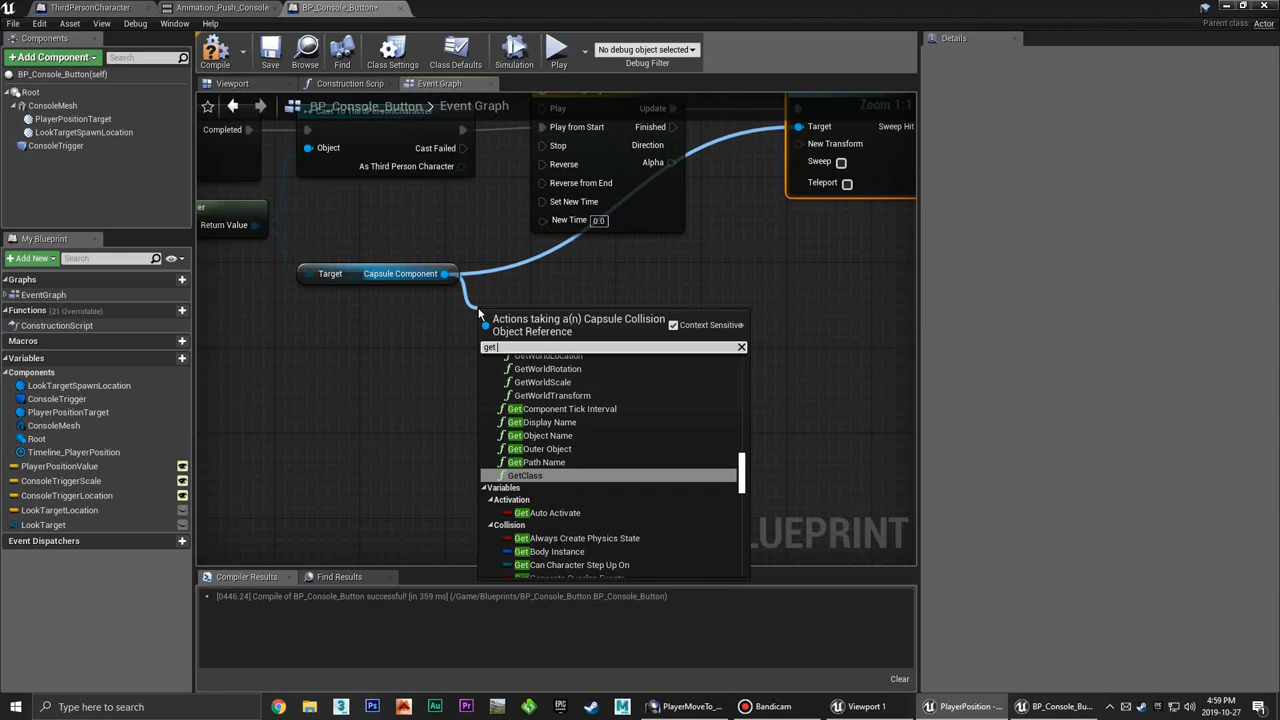 ThirdPersonCharacter
Animation_Push_Console
BP_Console_Button*
File Edit Asset View Debug Window Help
Parent class: Actor
Components
Details
+Add Component
Search
BP_Console_Button(self)
Root
ConsoleMesh
PlayerPositionTarget
LookTargetSpawnLocation
ConsoleTrigger
Compile
Save
Browse
Find
Class Settings
Class Defaults
Simulation
Play
No debug object selected
Debug Filter
Viewport
Construction Scrip
Event Graph
BP_Console_Button > Event Graph
Zoom 1:1
Completed
Object
Cast Failed
As Third Person Character
Return Value
Play
Update
Play from Start
Finished
Stop
Direction
Reverse
Alpha
Reverse from End
Set New Time
New Time 0.0
Target
Sweep Hit
New Transform
Sweep
Teleport
Target
Capsule Component
Actions taking a(n) Capsule Collision
Object Reference
Context Sensitive
get
GetWorldLocation
GetWorldRotation
GetWorldScale
GetWorldTransform
Get Component Tick Interval
Get Display Name
Get Object Name
Get Outer Object
Get Path Name
GetClass
Variables
Activation
Get Auto Activate
Collision
Get Always Create Physics State
Get Body Instance
Get Can Character Step Up On
BLUEPRINT
My Blueprint
+Add New
Search
Graphs
EventGraph
Functions (21 Overridable)
ConstructionScript
Macros
Variables
Components
LookTargetSpawnLocation
ConsoleTrigger
PlayerPositionTarget
ConsoleMesh
Root
Timeline_PlayerPosition
PlayerPositionValue
ConsoleTriggerScale
ConsoleTriggerLocation
LookTargetLocation
LookTarget
Event Dispatchers
Compiler Results
Find Results
[0446.24] Compile of BP_Console_Button successful! [in 359 ms] (/Game/Blueprints/BP_Console_Button.BP_Console_Button)
Clear
Type here to search
PlayerMoveTo_...
Bandicam
Viewport 1
PlayerPosition -...
BP_Console_Bu...
4:59 PM
2019-10-27